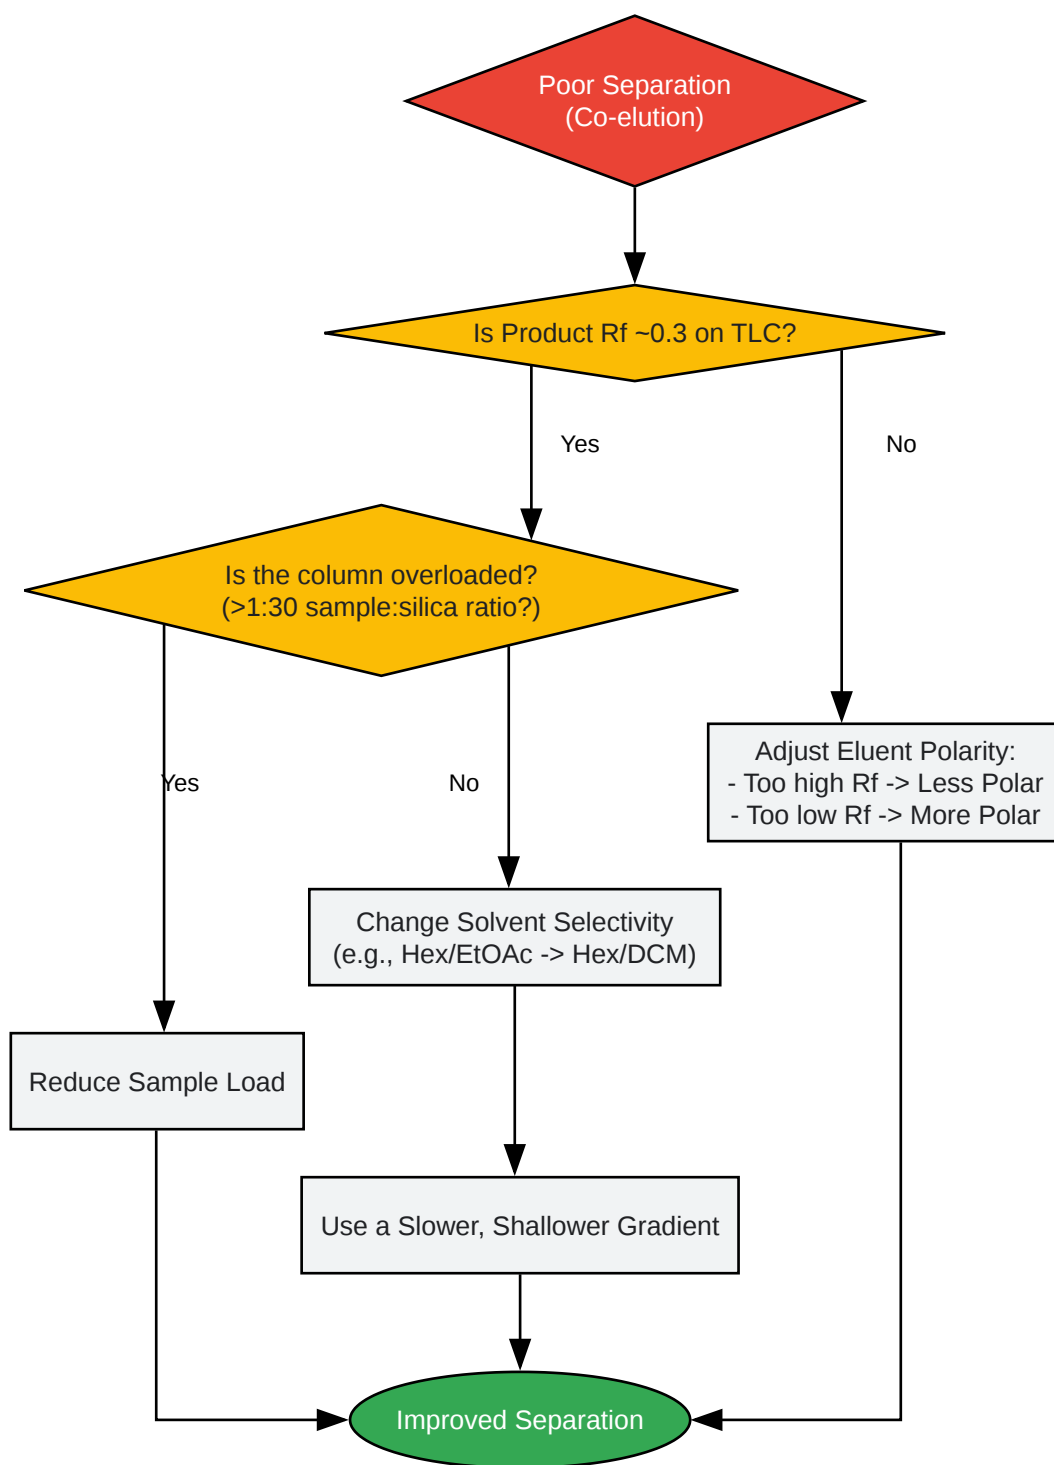 Poor Separation
(Co-elution)
Is Product Rf ~0.3 on TLC?
Yes
No
Is the column overloaded?
(>1:30 sample:silica ratio?)
Adjust Eluent Polarity:
- Too high Rf -> Less Polar
- Too low Rf -> More Polar
Yes
No
Change Solvent Selectivity
(e.g., Hex/EtOAc -> Hex/DCM)
Reduce Sample Load
Use a Slower, Shallower Gradient
Improved Separation